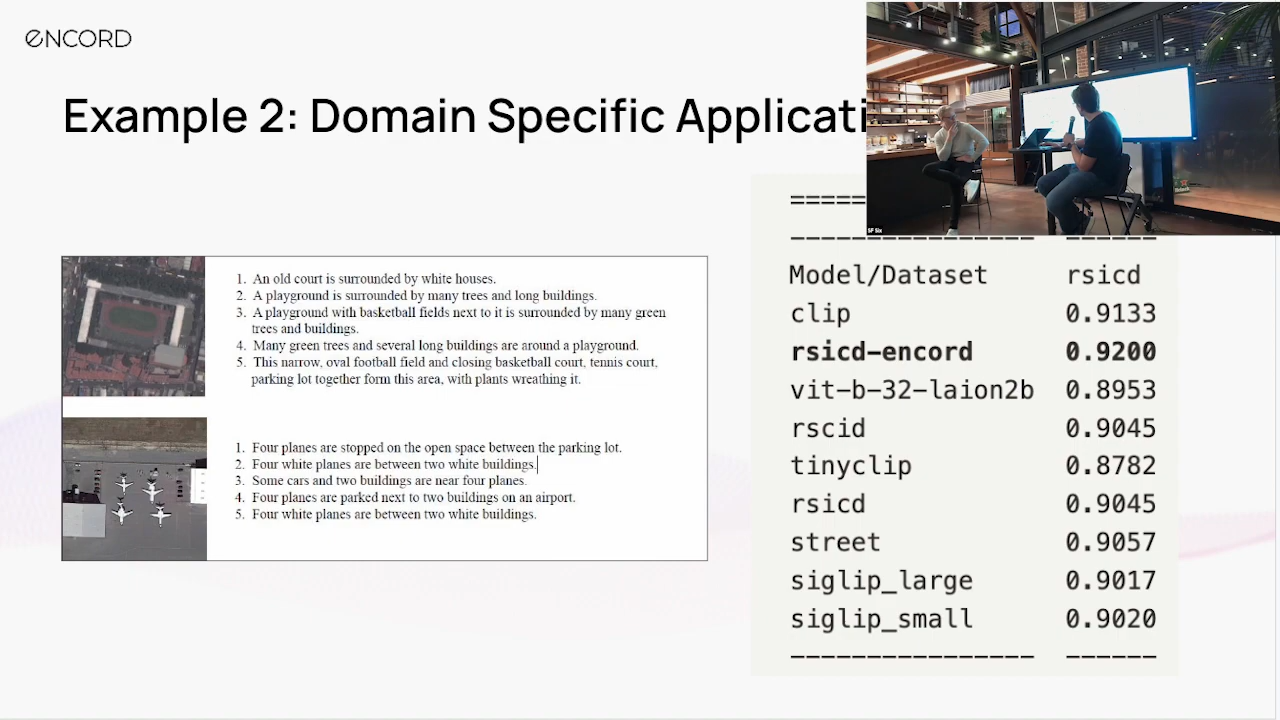 ENCORD
Example 2: Domain Specific Applicati
1. An old court is surrounded by white houses.
2. A playground is surrounded by many trees and long buildings.
3. A playground with basketball fields next to it is surrounded by many green
trees and buildings.
4. Many green trees and several long buildings are around a playground.
5. This narrow, oval football field and closing basketball court, tennis court,
parking lot together form this area, with plants wreathing it.
1. Four planes are stopped on the open space between the parking lot.
2. Four white planes are between two white buildings.
3. Some cars and two buildings are near four planes.
4. Four planes are parked next to two buildings on an airport.
5. Four white planes are between two white buildings.
=====
---------------- ------
Model/Dataset rsicd
clip 0.9133
rsicd-encord 0.9200
vit-b-32-laion2b 0.8953
rscid 0.9045
tinyclip 0.8782
rsicd 0.9045
street 0.9057
siglip_large 0.9017
siglip_small 0.9020
---------------- ------
SF Six